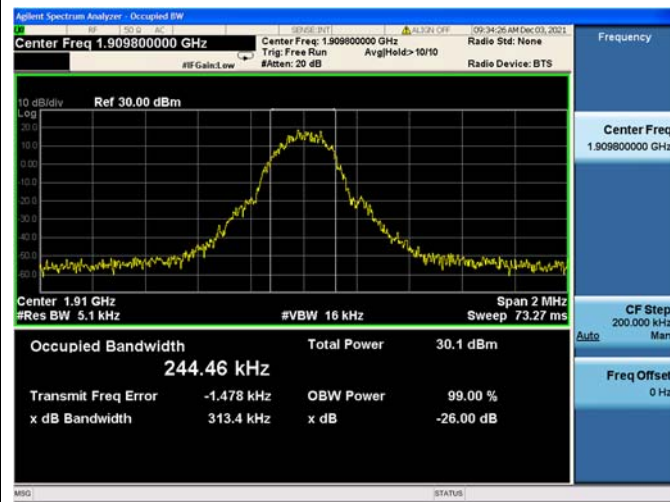 Agilent Spectrum Analyzer - Occupied BW
RF 50 Ω AC SENSE:INT ALIGN OFF 09:34:26 AM Dec 03, 2021
Center Freq 1.909800000 GHz
Center Freq: 1.909800000 GHz
Radio Std: None
Trig: Free Run Avg|Hold:>10/10
#IFGain:Low #Atten: 20 dB
Radio Device: BTS
10 dB/div Ref 30.00 dBm
Log
20.0
10.0
0.00
-10.0
-20.0
-30.0
-40.0
-50.0
-60.0
Center 1.91 GHz Span 2 MHz
#Res BW 5.1 kHz #VBW 16 kHz Sweep 73.27 ms
Occupied Bandwidth Total Power 30.1 dBm
244.46 kHz
Transmit Freq Error -1.478 kHz OBW Power 99.00 %
x dB Bandwidth 313.4 kHz x dB -26.00 dB
MSG STATUS
Frequency
Center Freq
1.909800000 GHz
CF Step
200.000 kHz
Auto Man
Freq Offset
0 Hz